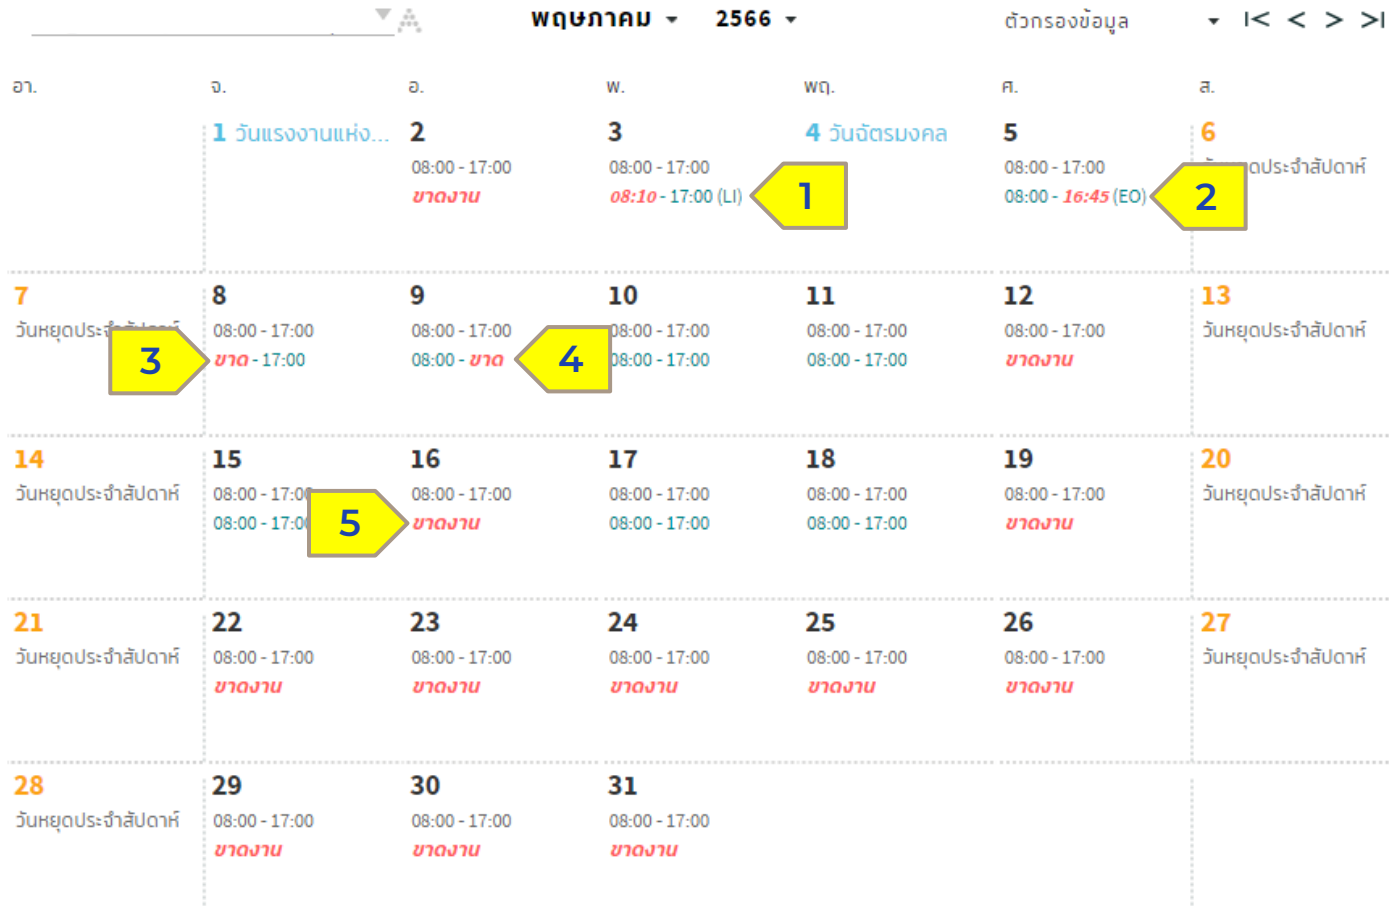 พฤษภาคม 2566 ตัวกรองข้อมูล
อา. จ. อ. พ. พฤ. ศ. ส.
1 วันแรงงานแห่ง... 2 3 4 วันฉัตรมงคล 5 6
08:00 - 17:00 08:00 - 17:00 08:00 - 17:00
ขาดงาน 08:10 - 17:00 (LI) 1 08:00 - 16:45 (EO) 2
7 8 9 10 11 12 13
08:00 - 17:00 08:00 - 17:00 08:00 - 17:00 08:00 - 17:00 08:00 - 17:00 วันหยุดประจำสัปดาห์
3 ขาด - 17:00 08:00 - ขาด 4 08:00 - 17:00 08:00 - 17:00 ขาดงาน
14 15 16 17 18 19 20
วันหยุดประจำสัปดาห์ 08:00 - 17:00 08:00 - 17:00 08:00 - 17:00 08:00 - 17:00 08:00 - 17:00 วันหยุดประจำสัปดาห์
08:00 - 17:00 5 ขาดงาน 08:00 - 17:00 08:00 - 17:00 ขาดงาน
21 22 23 24 25 26 27
วันหยุดประจำสัปดาห์ 08:00 - 17:00 08:00 - 17:00 08:00 - 17:00 08:00 - 17:00 08:00 - 17:00 วันหยุดประจำสัปดาห์
ขาดงาน ขาดงาน ขาดงาน ขาดงาน ขาดงาน
28 29 30 31
วันหยุดประจำสัปดาห์ 08:00 - 17:00 08:00 - 17:00 08:00 - 17:00
ขาดงาน ขาดงาน ขาดงาน